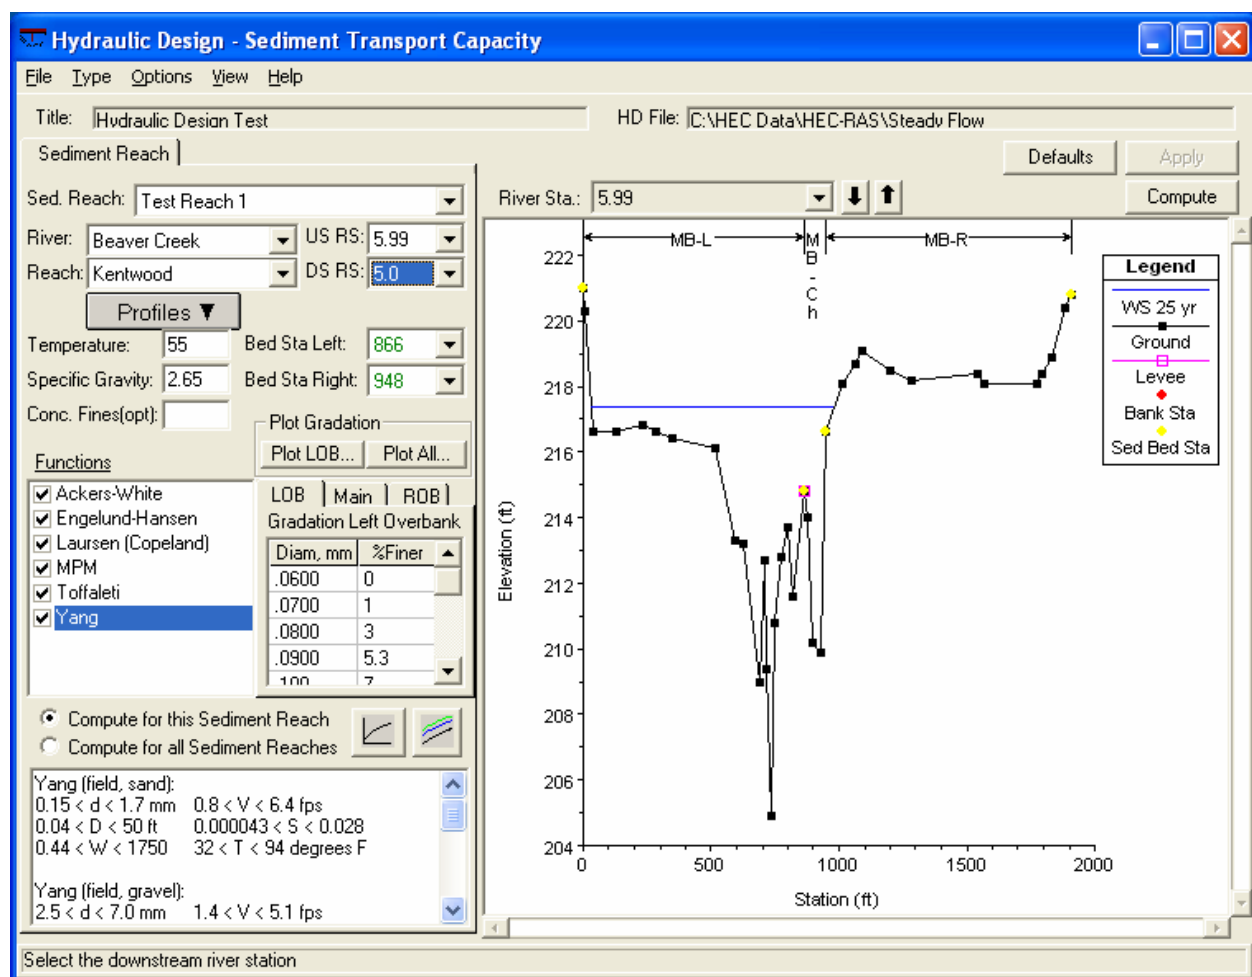 Hydraulic Design - Sediment Transport Capacity
File Type Options View Help
Title: Hydraulic Design Test HD File: C:\HEC Data\HEC-RAS\Steady Flow
Sediment Reach
Defaults Apply
Sed. Reach: Test Reach 1
River Sta.: 5.99 Compute
River: Beaver Creek US RS: 5.99
Reach: Kentwood DS RS: 5.0
Profiles ▼
Temperature: 55 Bed Sta Left: 866
Specific Gravity: 2.65 Bed Sta Right: 948
Conc. Fines(opt):
Plot Gradation
Plot LOB... Plot All...
Functions
Ackers-White
Engelund-Hansen
Laursen (Copeland)
MPM
Toffaleti
Yang
LOB Main ROB
Gradation Left Overbank
Diam, mm %Finer
.0600 0
.0700 1
.0800 3
.0900 5.3
.100 7
Compute for this Sediment Reach
Compute for all Sediment Reaches
Yang (field, sand):
0.15 < d < 1.7 mm 0.8 < V < 6.4 fps
0.04 < D < 50 ft 0.000043 < S < 0.028
0.44 < W < 1750 32 < T < 94 degrees F
Yang (field, gravel):
2.5 < d < 7.0 mm 1.4 < V < 5.1 fps
MB-L MB-Ch MB-R
222
220
218
216
214
212
210
208
206
204
Elevation (ft)
0 500 1000 1500 2000
Station (ft)
Legend
WS 25 yr
Ground
Levee
Bank Sta
Sed Bed Sta
Select the downstream river station